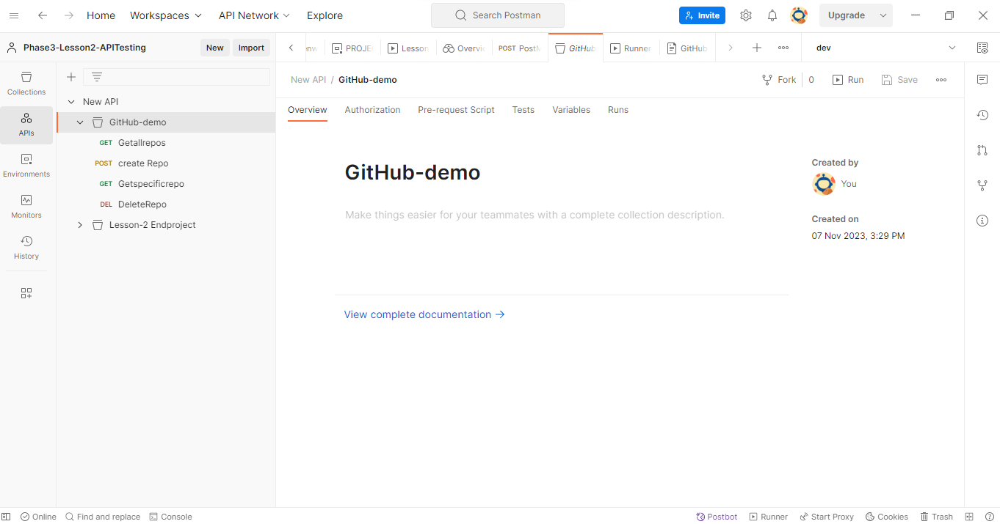 Home Workspaces API Network Explore Search Postman Invite Upgrade
Phase3-Lesson2-APITesting New Import
PROJE Lesson Overvi POST PostM GitHub Runner GitHub dev
Collections
APIs
Environments
Monitors
History
New API
GitHub-demo
GET Getallrepos
POST create Repo
GET Getspecificrepo
DEL DeleteRepo
Lesson-2 Endproject
New API / GitHub-demo Fork 0 Run Save
Overview Authorization Pre-request Script Tests Variables Runs
GitHub-demo
Make things easier for your teammates with a complete collection description.
View complete documentation →
Created by
You
Created on
07 Nov 2023, 3:29 PM
Online Find and replace Console Postbot Runner Start Proxy Cookies Trash